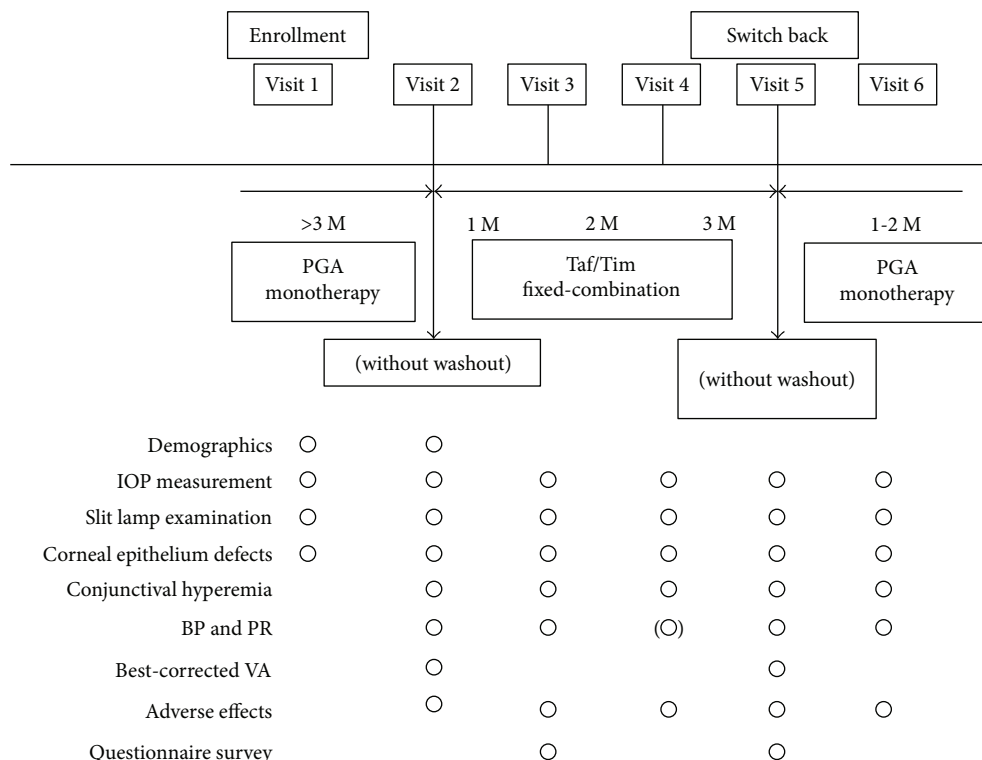 Enrollment
Switch back
Visit 1
Visit 2
Visit 3
Visit 4
Visit 5
Visit 6
>3 M
1 M
2 M
3 M
1-2 M
PGA
monotherapy
Taf/Tim
fixed-combination
PGA
monotherapy
(without washout)
(without washout)
Demographics
IOP measurement
Slit lamp examination
Corneal epithelium defects
Conjunctival hyperemia
BP and PR
( )
Best-corrected VA
Adverse effects
Questionnaire survey